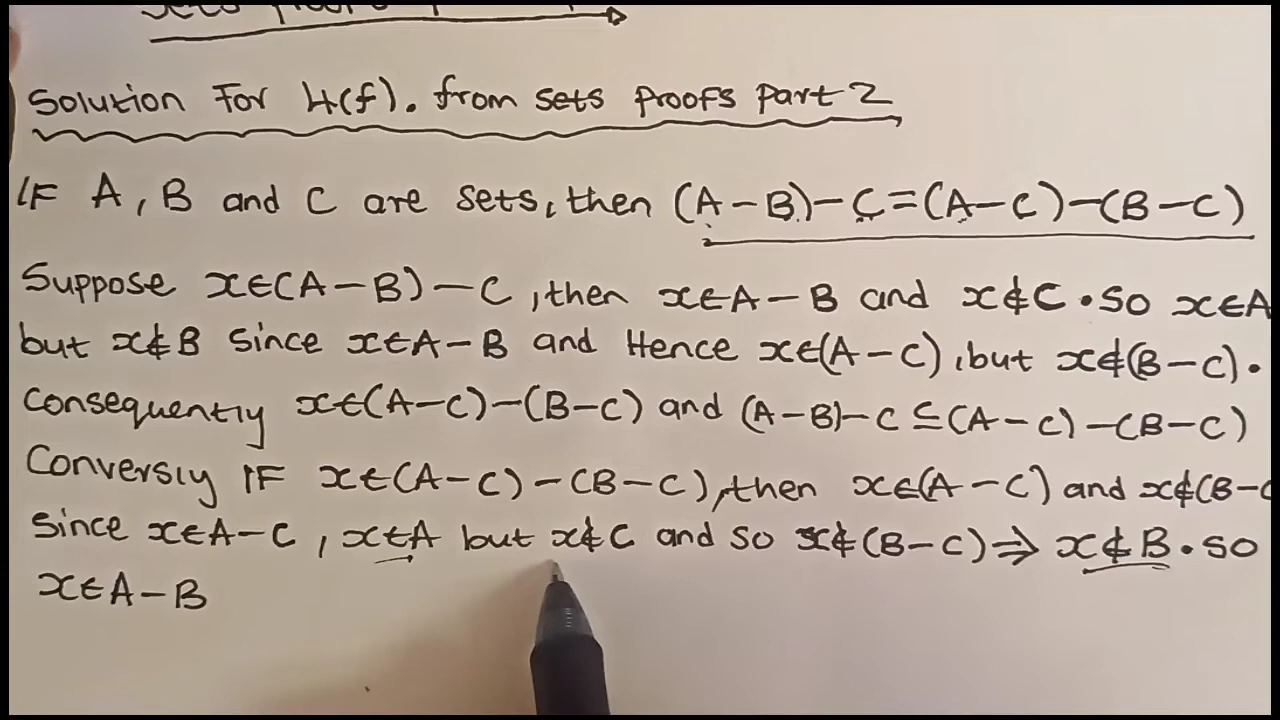 Solution For 4(f). from sets proofs part 2
IF A, B and C are sets, then (A-B)-C=(A-C)-(B-C)
Suppose x∈(A-B)-C, then x∈A-B and x∉C. So x∈A
but x∉B Since x∈A-B and Hence x∈(A-C), but x∉(B-C).
Consequently x∈(A-C)-(B-C) and (A-B)-C⊆(A-C)-(B-C)
Conversly IF x∈(A-C)-(B-C), then x∈(A-C) and x∉(B-C
Since x∈A-C, x∈A but x∉C and so x∉(B-C)⇒ x∉B. So
x∈A-B